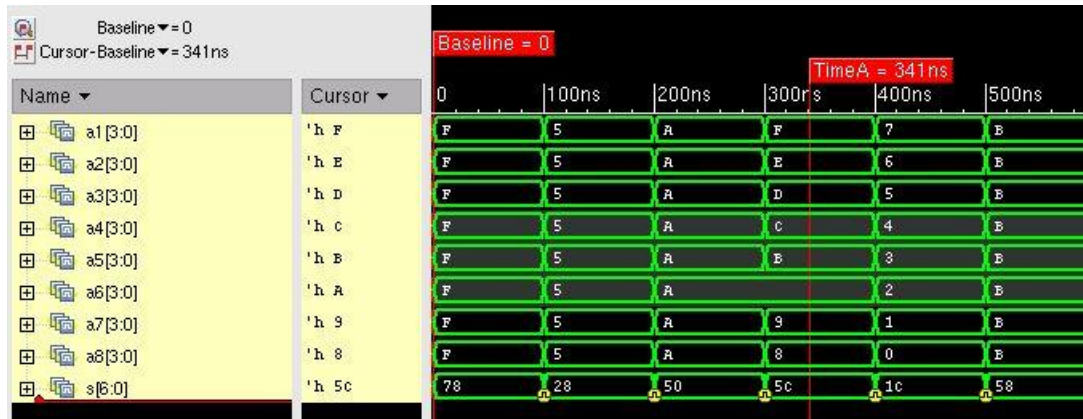 Baseline ▼ = 0
Cursor-Baseline ▼ = 341ns
Baseline = 0
TimeA = 341ns
Name ▼ Cursor ▼ 0 100ns 200ns 300ns 400ns 500ns
a1[3:0] 'h F F 5 A F 7 B
a2[3:0] 'h E F 5 A E 6 B
a3[3:0] 'h D F 5 A D 5 B
a4[3:0] 'h C F 5 A C 4 B
a5[3:0] 'h B F 5 A B 3 B
a6[3:0] 'h A F 5 A 2 B
a7[3:0] 'h 9 F 5 A 9 1 B
a8[3:0] 'h 8 F 5 A 8 0 B
s[6:0] 'h 5C 78 28 50 5C 1C 58